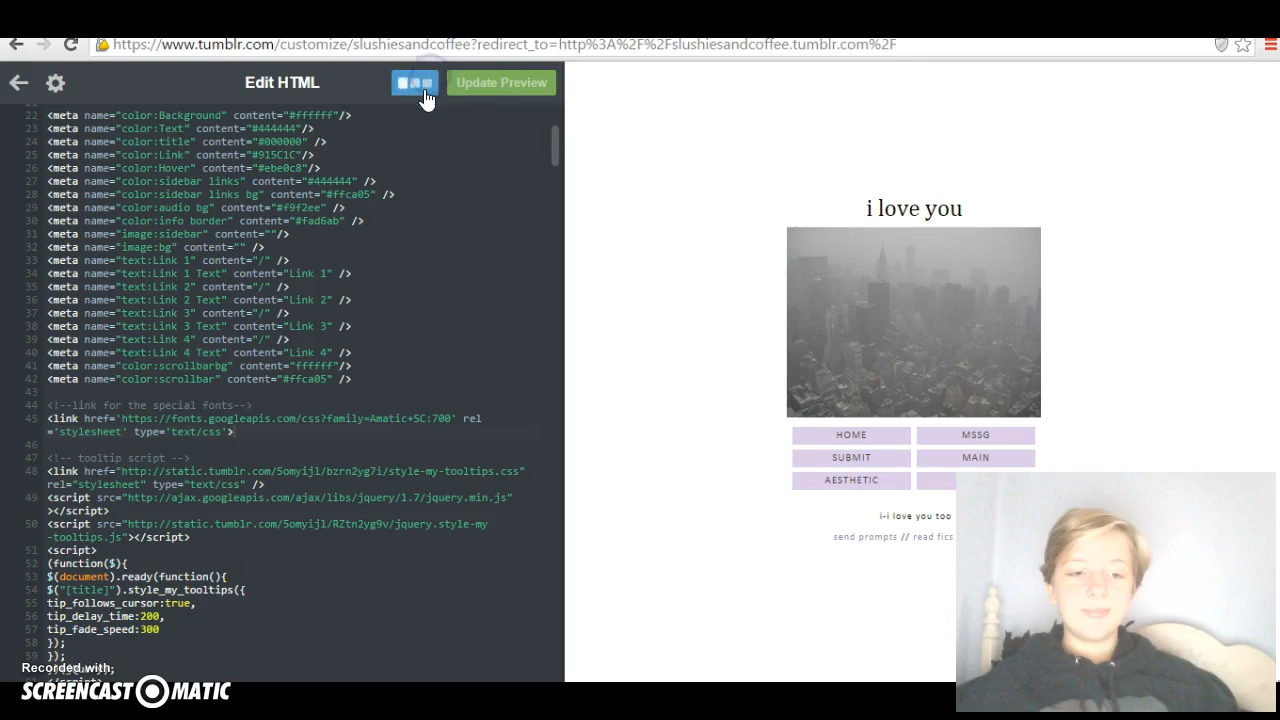 https://www.tumblr.com/customize/slushiesandcoffee?redirect_to=http%3A%2F%2Fslushiesandcoffee.tumblr.com%2F
Edit HTML
Update Preview
22 <meta name="color:Background" content="#ffffff"/>
23 <meta name="color:Text" content="#444444"/>
24 <meta name="color:title" content="#000000" />
25 <meta name="color:Link" content="#915C1C"/>
26 <meta name="color:Hover" content="#ebe0c8"/>
27 <meta name="color:sidebar links" content="#444444" />
28 <meta name="color:sidebar links bg" content="#ffca05" />
29 <meta name="color:audio bg" content="#f9f2ee" />
30 <meta name="color:info border" content="#fad6ab" />
31 <meta name="image:sidebar" content=""/>
32 <meta name="image:bg" content="" />
33 <meta name="text:Link 1" content="/" />
34 <meta name="text:Link 1 Text" content="Link 1" />
35 <meta name="text:Link 2" content="/" />
36 <meta name="text:Link 2 Text" content="Link 2" />
37 <meta name="text:Link 3" content="/" />
38 <meta name="text:Link 3 Text" content="Link 3" />
39 <meta name="text:Link 4" content="/" />
40 <meta name="text:Link 4 Text" content="Link 4" />
41 <meta name="color:scrollbarbg" content="ffffff" />
42 <meta name="color:scrollbar" content="#ffca05" />
43
44 <!--link for the special fonts-->
45 <link href='https://fonts.googleapis.com/css?family=Amatic+SC:700' rel
='stylesheet' type='text/css'>
46
47 <!-- tooltip script -->
48 <link href="http://static.tumblr.com/5omyijl/bzrn2yg7i/style-my-tooltips.css"
rel="stylesheet" type="text/css" />
49 <script src="http://ajax.googleapis.com/ajax/libs/jquery/1.7/jquery.min.js"
></script>
50 <script src="http://static.tumblr.com/5omyijl/RZtn2yg9v/jquery.style-my
-tooltips.js"></script>
51 <script>
52 (function($){
53 $(document).ready(function(){
54 $("[title]").style_my_tooltips({
55 tip_follows_cursor:true,
56 tip_delay_time:200,
57 tip_fade_speed:300
58 });
59 });
i love you
HOME MSSG
SUBMIT MAIN
AESTHETIC
i-i love you too
send prompts // read fics
Recorded with
SCREENCAST MATIC